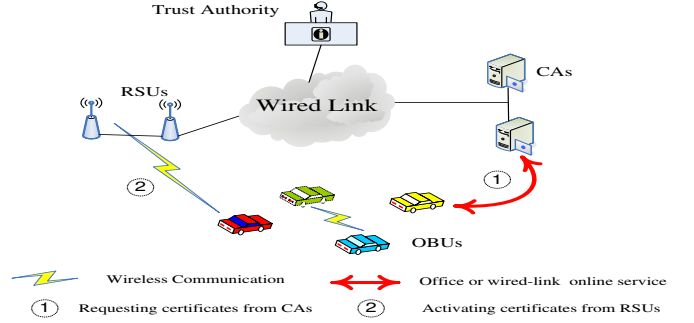 Trust Authority
RSUs
CAs
Wired Link
1
2
OBUs
Wireless Communication
Office or wired-link online service
1 Requesting certificates from CAs
2 Activating certificates from RSUs